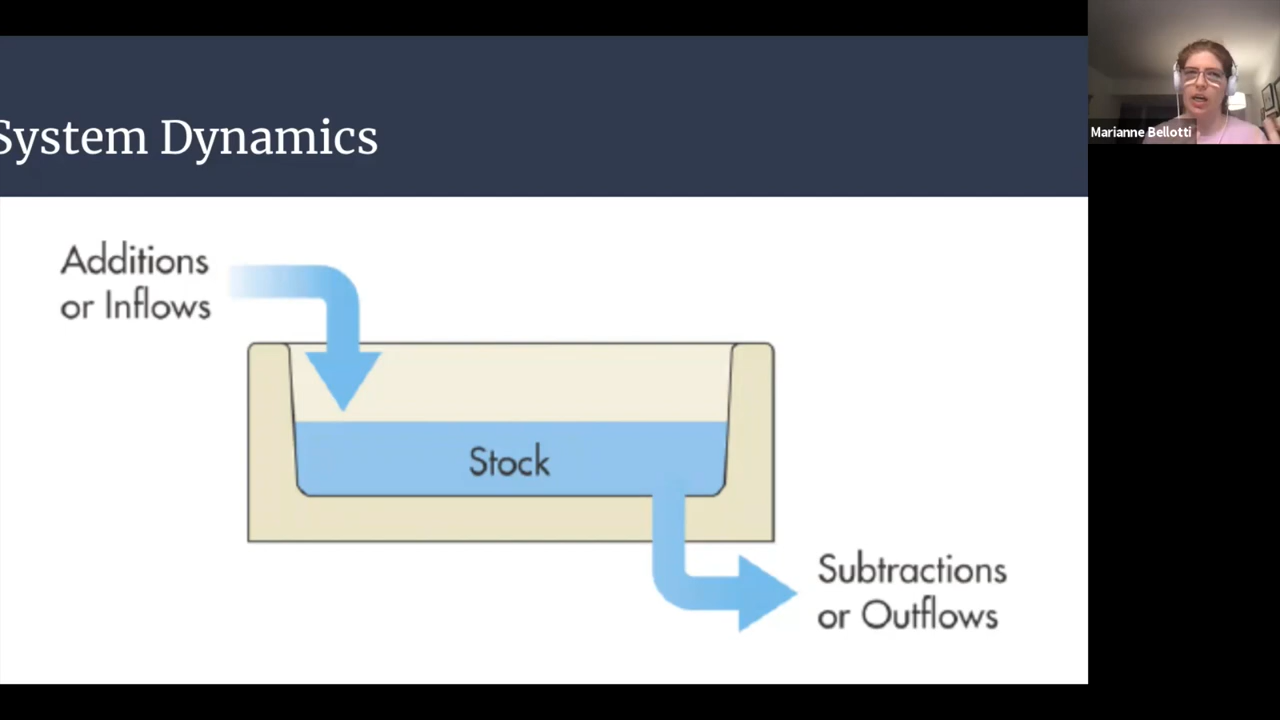 System Dynamics
Marianne Bellotti
Additions
or Inflows
Stock
Subtractions
or Outflows